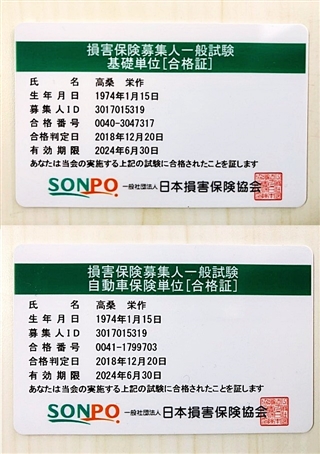 損害保険募集人一般試験
基礎単位[合格証]
氏 名 高桑 栄作
生年月日 1974年1月15日
募集人ID 3017015319
合格番号 0040-3047317
合格判定日 2018年12月20日
有効期限 2024年6月30日
あなたは当会の実施する上記の試験に合格されたことを証します
SONPO 一般社団法人 日本損害保険協会
損害保険募集人一般試験
自動車保険単位[合格証]
氏 名 高桑 栄作
生年月日 1974年1月15日
募集人ID 3017015319
合格番号 0041-1799703
合格判定日 2018年12月20日
有効期限 2024年6月30日
あなたは当会の実施する上記の試験に合格されたことを証します
SONPO 一般社団法人 日本損害保険協会